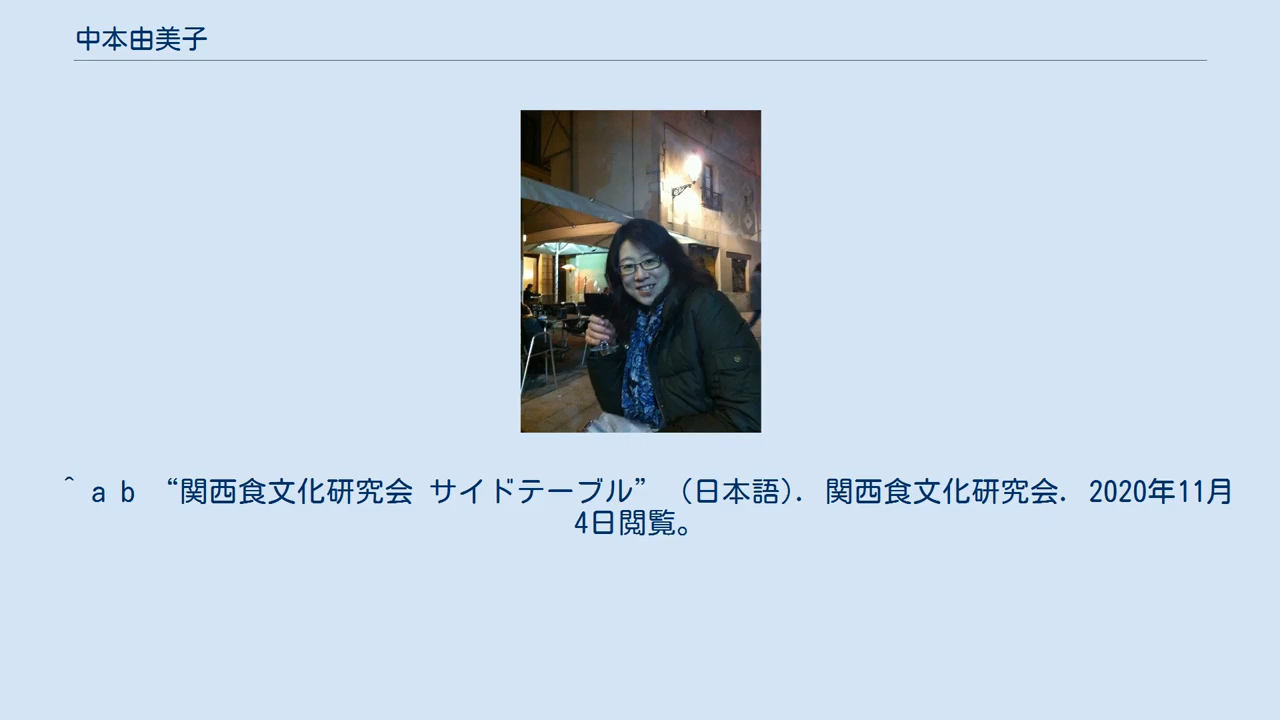 中本由美子
^ a b “関西食文化研究会 サイドテーブル” (日本語). 関西食文化研究会. 2020年11月
4日閲覧。